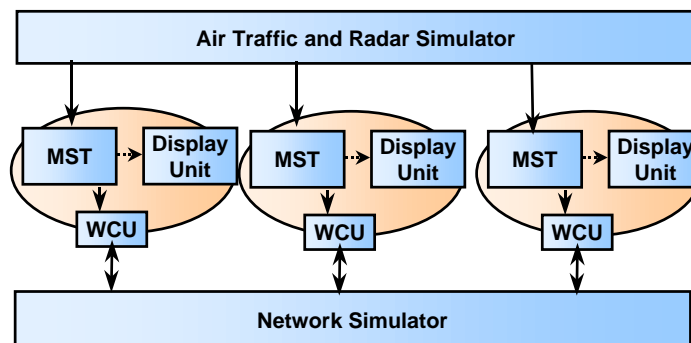 Air Traffic and Radar Simulator
MST
Display
Unit
WCU
MST
Display
Unit
WCU
MST
Display
Unit
WCU
Network Simulator